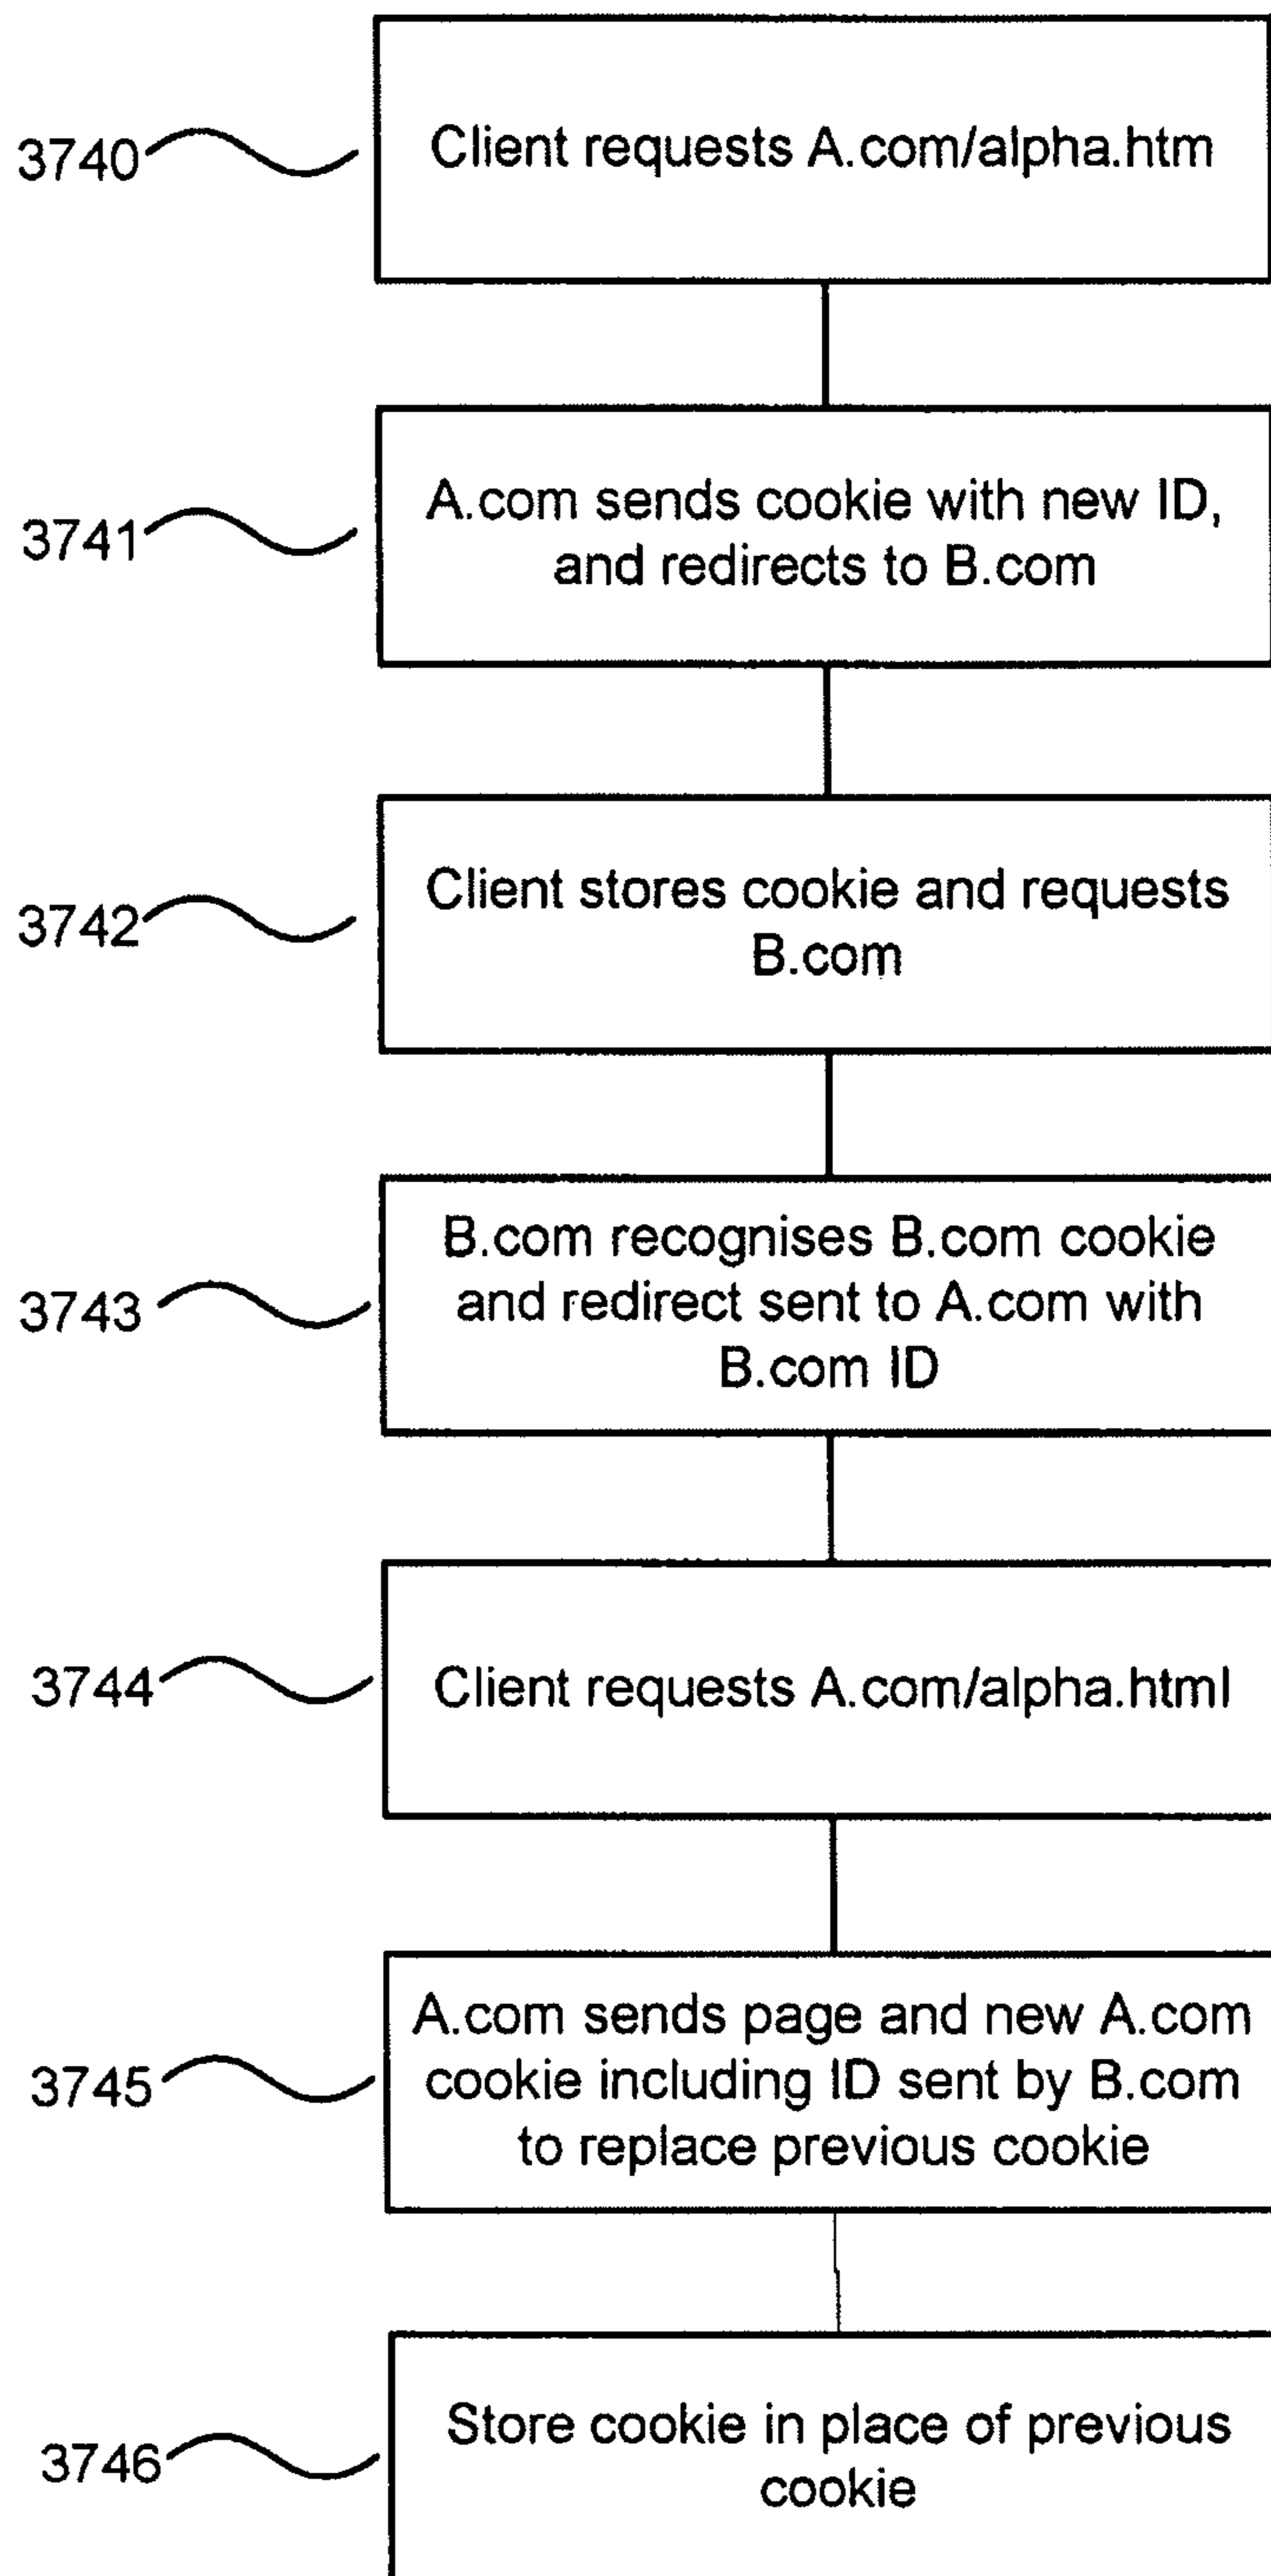 3740
Client requests A.com/alpha.htm
3741
A.com sends cookie with new ID,
and redirects to B.com
3742
Client stores cookie and requests
B.com
3743
B.com recognises B.com cookie
and redirect sent to A.com with
B.com ID
3744
Client requests A.com/alpha.html
3745
A.com sends page and new A.com
cookie including ID sent by B.com
to replace previous cookie
3746
Store cookie in place of previous
cookie